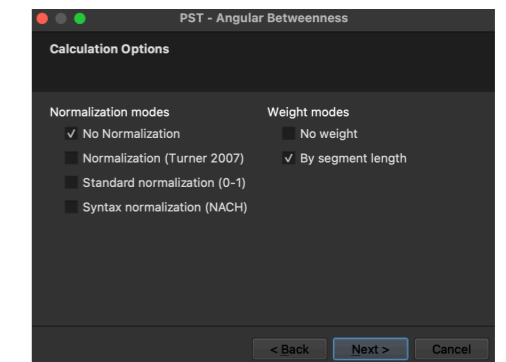 PST - Angular Betweenness
Calculation Options
Normalization modes
No Normalization
Normalization (Turner 2007)
Standard normalization (0-1)
Syntax normalization (NACH)
Weight modes
No weight
By segment length
< Back
Next >
Cancel